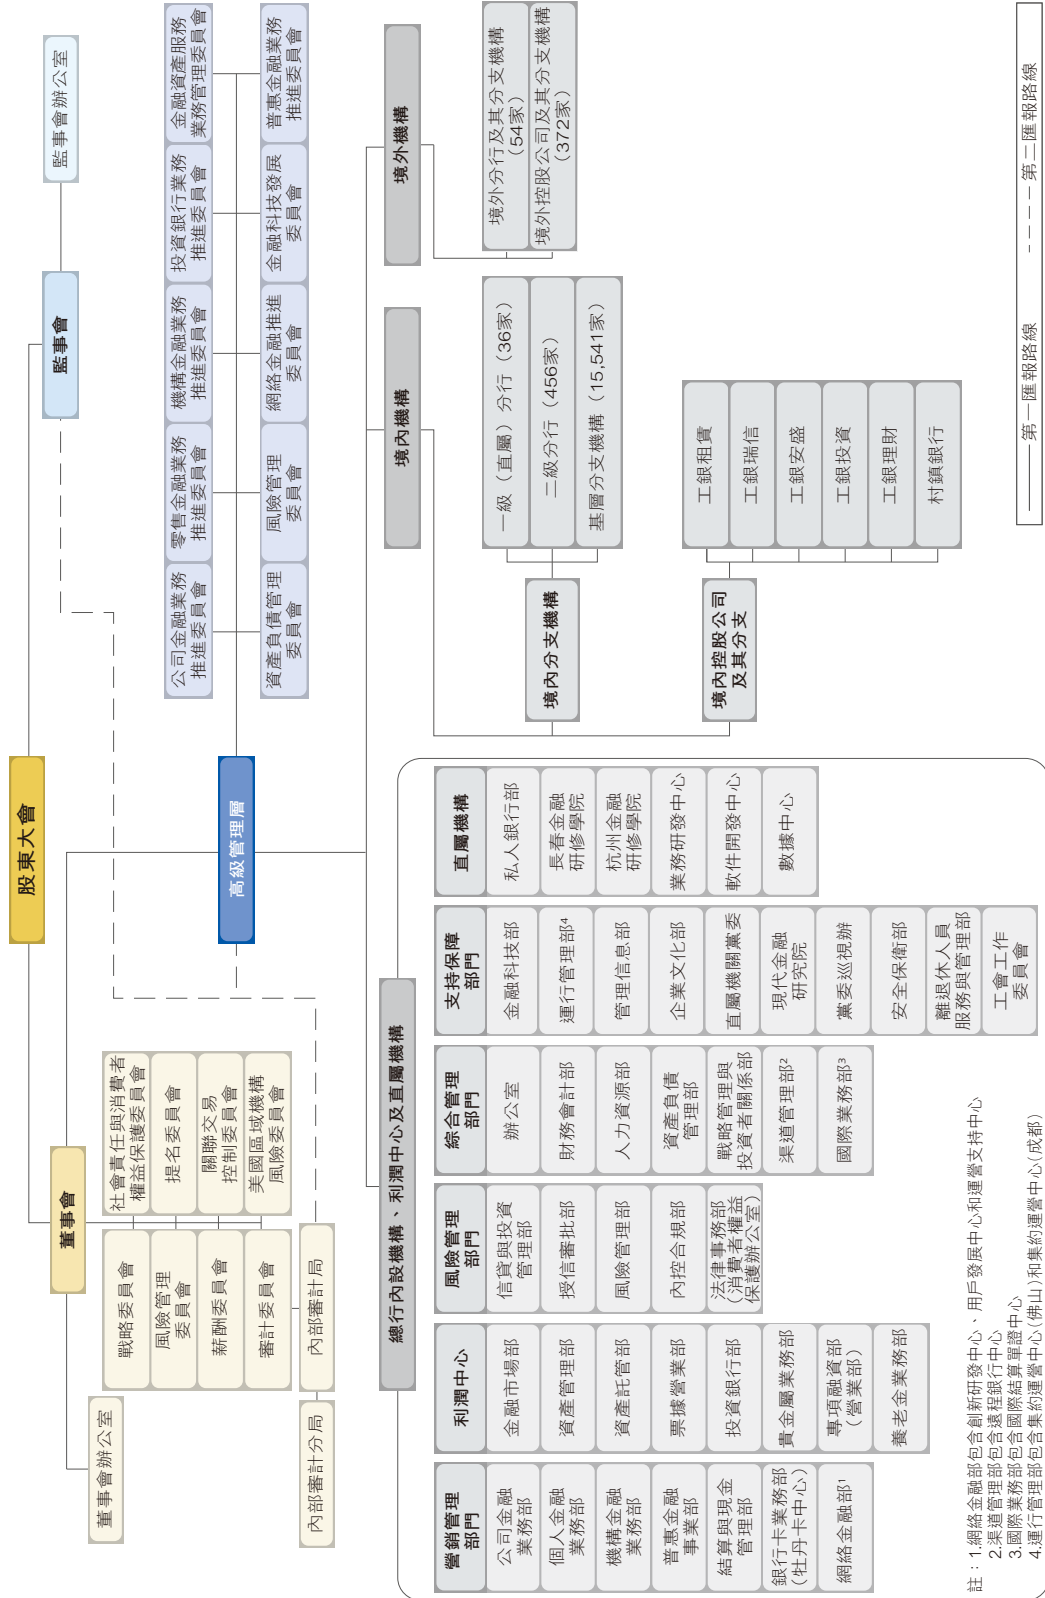 股東大會
董事會
監事會
監事會辦公室
董事會辦公室
戰略委員會
社會責任與消費者
權益保護委員會
風險管理
委員會
提名委員會
薪酬委員會
關聯交易
控制委員會
審計委員會
美國區域機構
風險委員會
內部審計局
內部審計分局
高級管理層
公司金融業務
推進委員會
零售金融業務
推進委員會
機構金融業務
推進委員會
投資銀行業務
推進委員會
金融資產服務
業務管理委員會
資產負債管理
委員會
風險管理
委員會
網絡金融推進
委員會
金融科技發展
委員會
普惠金融業務
推進委員會
總行內設機構、利潤中心及直屬機構
境內機構
境外機構
營銷管理
部門
公司金融
業務部
個人金融
業務部
機構金融
業務部
普惠金融
事業部
結算與現金
管理部
銀行卡業務部
(牡丹卡中心)
網絡金融部¹
利潤中心
金融市場部
資產管理部
資產託管部
票據營業部
投資銀行部
貴金屬業務部
專項融資部
(營業部)
養老金業務部
風險管理
部門
信貸與投資
管理部
授信審批部
風險管理部
內控合規部
法律事務部
(消費者權益
保護辦公室)
綜合管理
部門
辦公室
財務會計部
人力資源部
資產負債
管理部
戰略管理與
投資者關係部
渠道管理部²
國際業務部³
支持保障
部門
金融科技部
運行管理部⁴
管理信息部
企業文化部
直屬機關黨委
現代金融
研究院
黨委巡視辦
安全保衛部
離退休人員
服務與管理部
工會工作
委員會
直屬機構
私人銀行部
長春金融
研修學院
杭州金融
研修學院
業務研發中心
軟件開發中心
數據中心
境內分支機構
一級（直屬）分行（36家）
二級分行（456家）
基層分支機構（15,541家）
境內控股公司
及其分支
工銀租賃
工銀瑞信
工銀安盛
工銀投資
工銀理財
村鎮銀行
境外分行及其分支機構
（54家）
境外控股公司及其分支機構
（372家）
註：1.網絡金融部包含創新研發中心、用戶發展中心和運營支持中心
2.渠道管理部包含遠程銀行中心
3.國際業務部包含國際結算單證中心
4.運行管理部包含集約運營中心(佛山)和集約運營中心(成都)
第一匯報路線
第二匯報路線